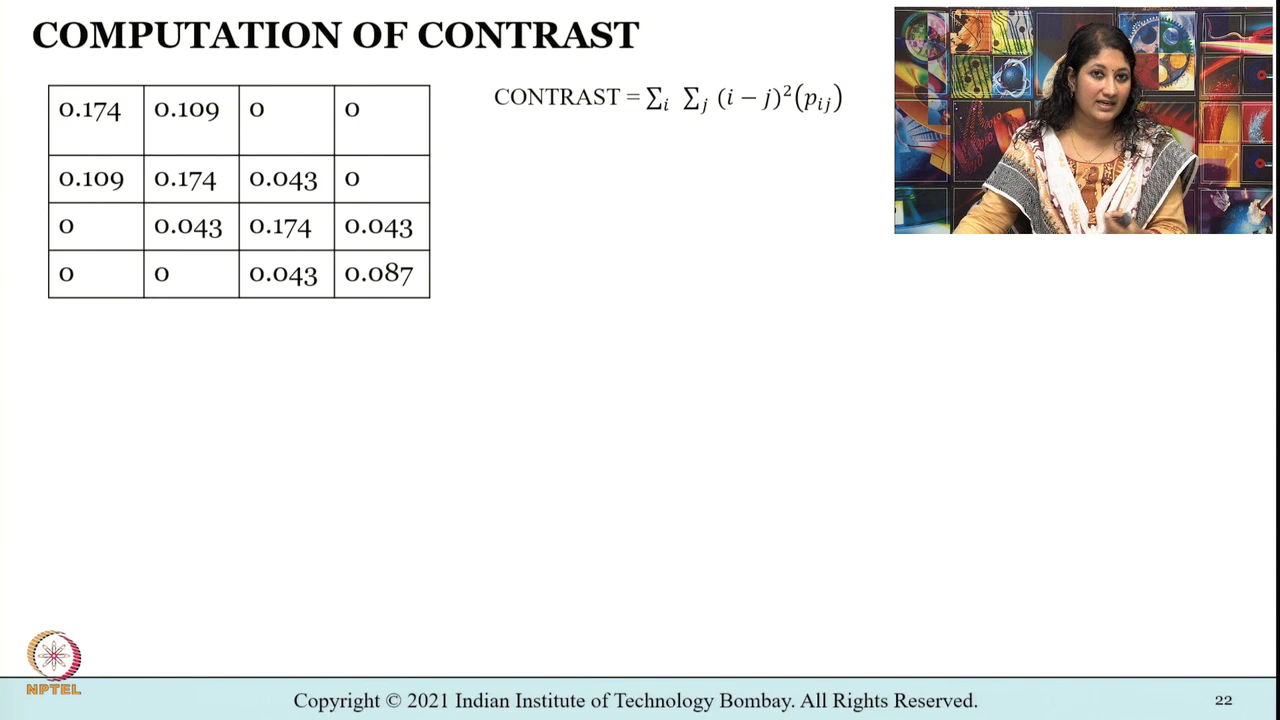 COMPUTATION OF CONTRAST
0.174 0.109 0 0
0.109 0.174 0.043 0
0 0.043 0.174 0.043
0 0 0.043 0.087
CONTRAST = ∑ᵢ ∑ⱼ (i − j)²(pᵢⱼ)
NPTEL
Copyright © 2021 Indian Institute of Technology Bombay. All Rights Reserved.
22